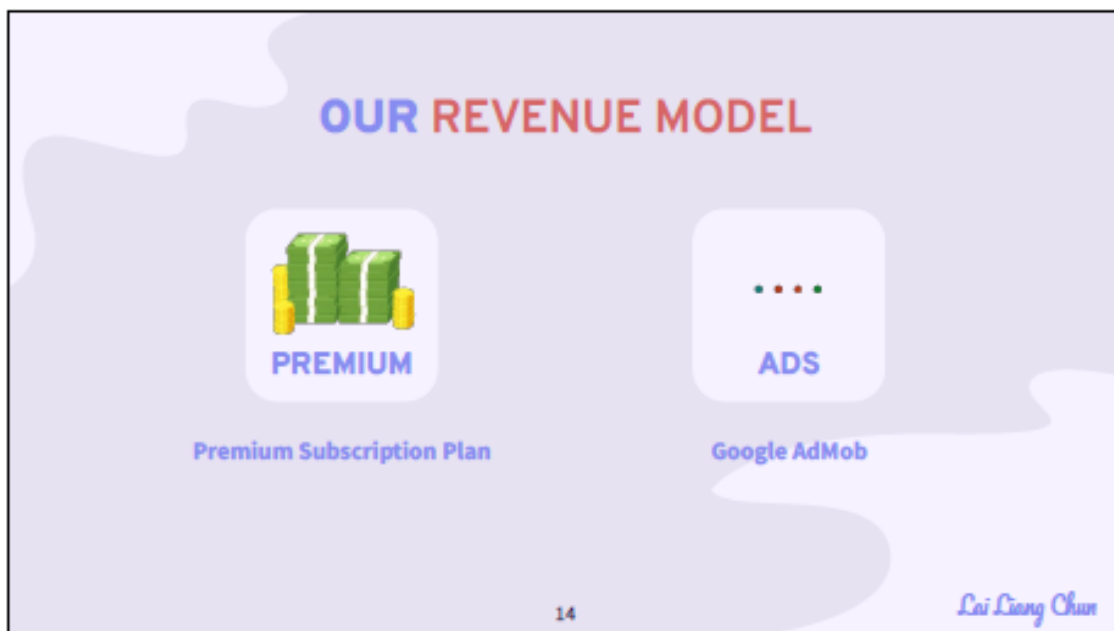 OUR REVENUE MODEL
PREMIUM
ADS
Premium Subscription Plan
Google AdMob
14
Lai Liang Chun